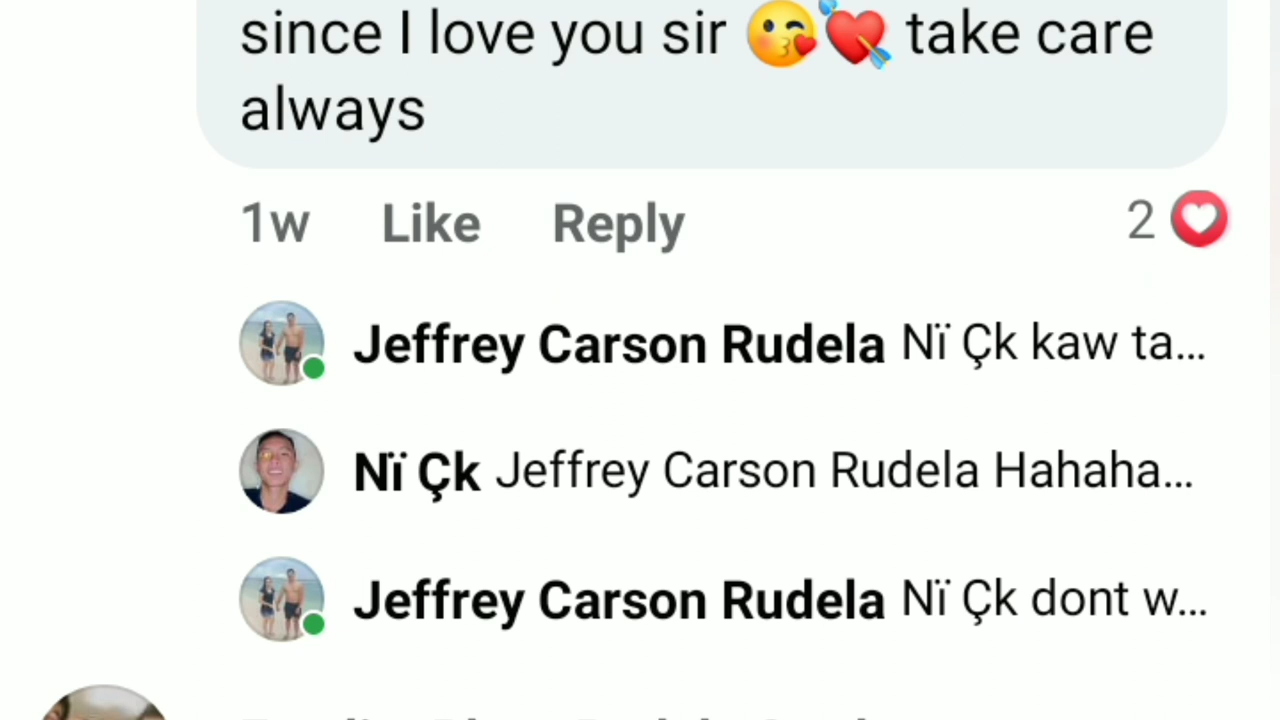 since I love you sir 😘💘 take care
always
1w Like Reply 2
Jeffrey Carson Rudela Nï Çk kaw ta...
Nï Çk Jeffrey Carson Rudela Hahaha...
Jeffrey Carson Rudela Nï Çk dont w...